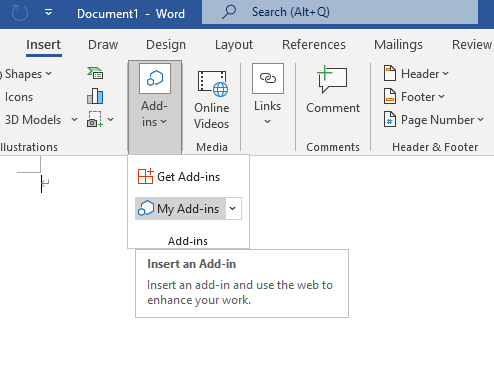 Document1 - Word
Search (Alt+Q)
Insert Draw Design Layout References Mailings Review
Shapes
Icons
3D Models
llustrations
Add-
ins
Online
Videos
Media
Links
Comment
Comments
Header
Footer
Page Number
Header & Footer
Get Add-ins
My Add-ins
Add-ins
Insert an Add-in
Insert an add-in and use the web to
enhance your work.